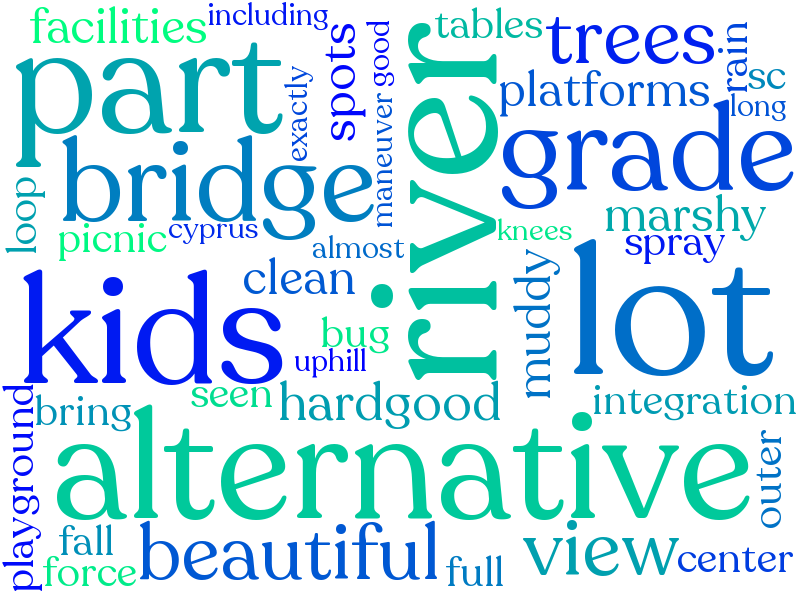 facilities
including
tables
trees
rain
sc
part
exactly
spots
maneuver
good
river
platforms
long
grade
bridge
loop
picnic
cyprus
almost
knees
marshy
spray
clean
kids
bug
uphill
muddy
lot
seen
hardgood
integration
bring
playground
alternative
outer
fall
force
beautiful
full
view
center